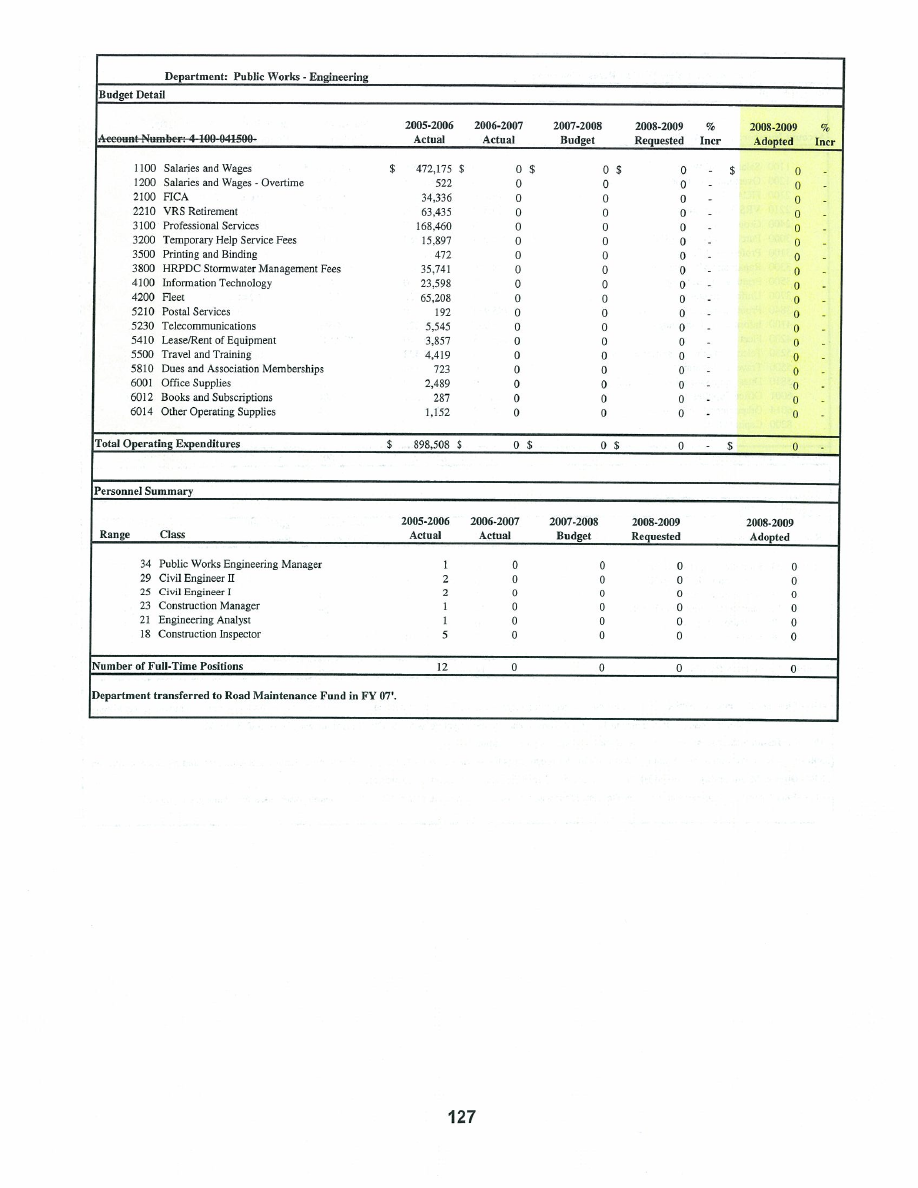 Department: Public Works - Engineering
Budget Detail
2005-2006 2006-2007 2007-2008 2008-2009 % 2008-2009 %
Account Number: 4-100-041500- Actual Actual Budget Requested Incr Adopted Incr
1100 Salaries and Wages $ 472,175 $ 0 $ 0 $ 0 - $ 0 -
1200 Salaries and Wages - Overtime 522 0 0 0 - 0 -
2100 FICA 34,336 0 0 0 - 0 -
2210 VRS Retirement 63,435 0 0 0 - 0 -
3100 Professional Services 168,460 0 0 0 - 0 -
3200 Temporary Help Service Fees 15,897 0 0 0 - 0 -
3500 Printing and Binding 472 0 0 0 - 0 -
3800 HRPDC Stormwater Management Fees 35,741 0 0 0 - 0 -
4100 Information Technology 23,598 0 0 0 - 0 -
4200 Fleet 65,208 0 0 0 - 0 -
5210 Postal Services 192 0 0 0 - 0 -
5230 Telecommunications 5,545 0 0 0 - 0 -
5410 Lease/Rent of Equipment 3,857 0 0 0 - 0 -
5500 Travel and Training 4,419 0 0 0 - 0 -
5810 Dues and Association Memberships 723 0 0 0 - 0 -
6001 Office Supplies 2,489 0 0 0 - 0 -
6012 Books and Subscriptions 287 0 0 0 - 0 -
6014 Other Operating Supplies 1,152 0 0 0 - 0 -
Total Operating Expenditures $ 898,508 $ 0 $ 0 $ 0 - $ 0 -
Personnel Summary
2005-2006 2006-2007 2007-2008 2008-2009 2008-2009
Range Class Actual Actual Budget Requested Adopted
34 Public Works Engineering Manager 1 0 0 0 0
29 Civil Engineer II 2 0 0 0 0
25 Civil Engineer I 2 0 0 0 0
23 Construction Manager 1 0 0 0 0
21 Engineering Analyst 1 0 0 0 0
18 Construction Inspector 5 0 0 0 0
Number of Full-Time Positions 12 0 0 0 0
Department transferred to Road Maintenance Fund in FY 07'.
127